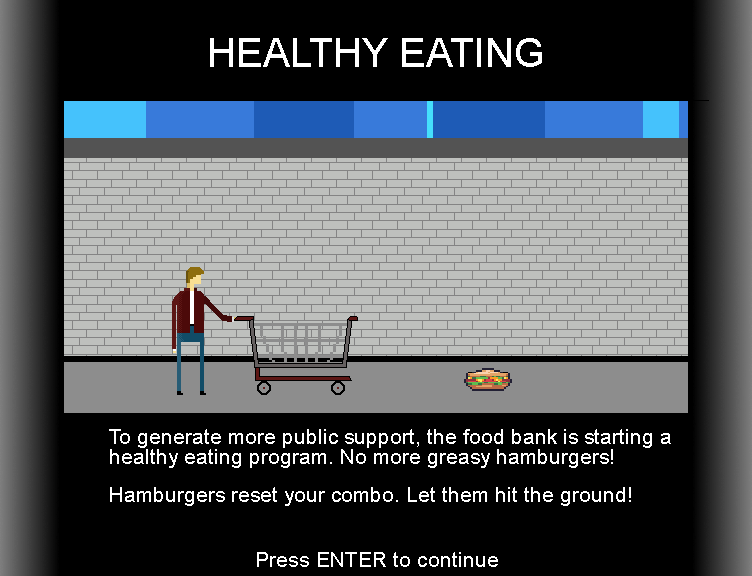 HEALTHY EATING
To generate more public support, the food bank is starting a
healthy eating program. No more greasy hamburgers!
Hamburgers reset your combo. Let them hit the ground!
Press ENTER to continue